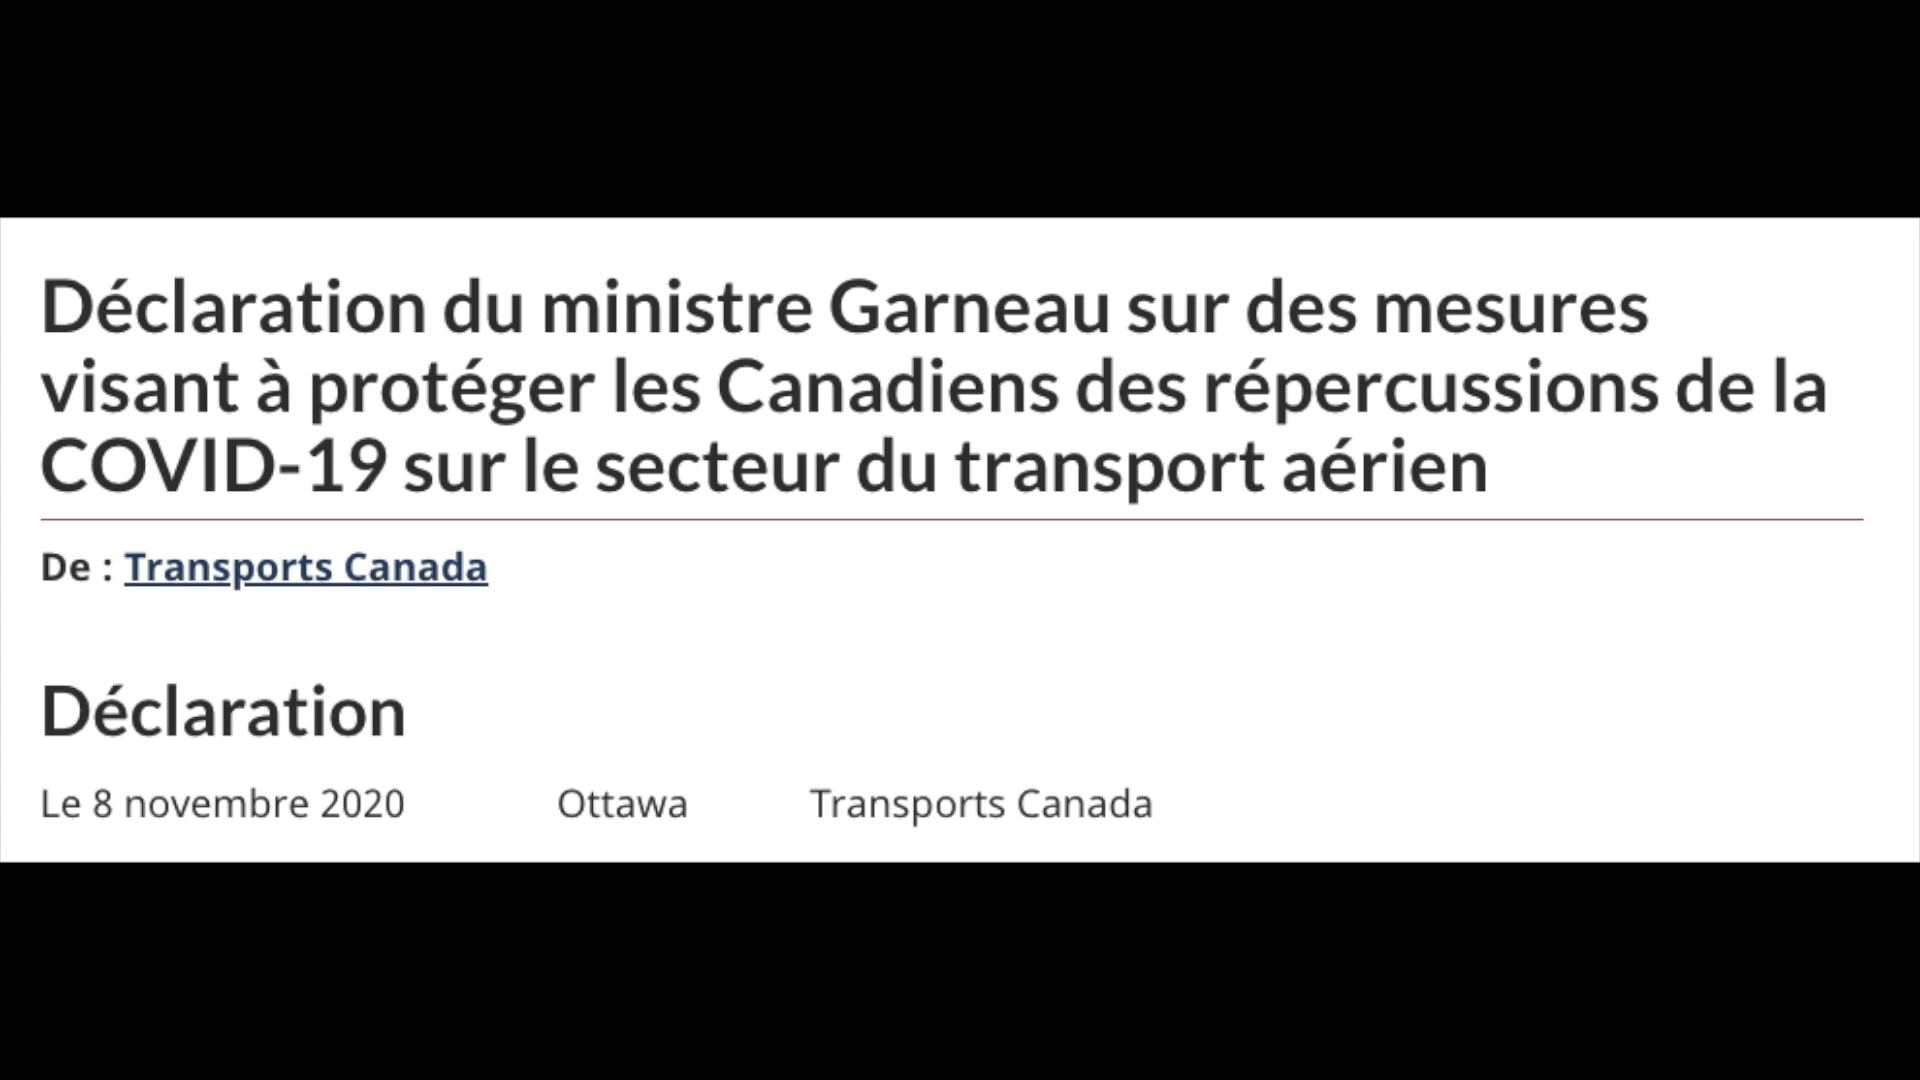 Déclaration du ministre Garneau sur des mesures
visant à protéger les Canadiens des répercussions de la
COVID-19 sur le secteur du transport aérien
De : Transports Canada
Déclaration
Le 8 novembre 2020 Ottawa Transports Canada